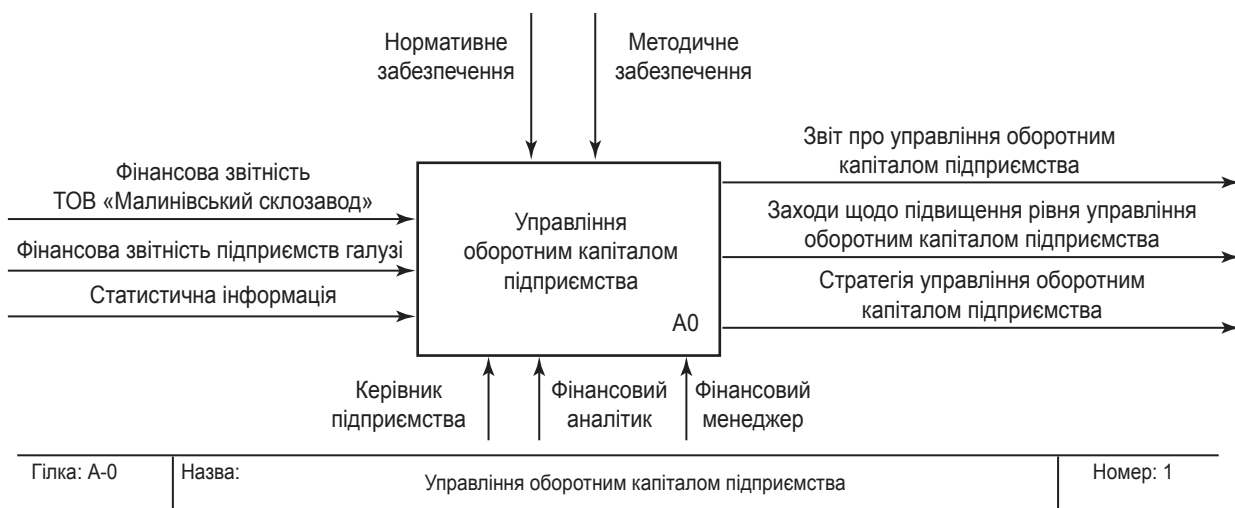 Нормативне
забезпечення
Методичне
забезпечення
Фінансова звітність
ТОВ «Малинівський склозавод»
Фінансова звітність підприємств галузі
Статистична інформація
Управління
оборотним капіталом
підприємства
А0
Звіт про управління оборотним
капіталом підприємства
Заходи щодо підвищення рівня управління
оборотним капіталом підприємства
Стратегія управління оборотним
капіталом підприємства
Керівник
підприємства
Фінансовий
аналітик
Фінансовий
менеджер
Гілка: А-0
Назва:
Управління оборотним капіталом підприємства
Номер: 1